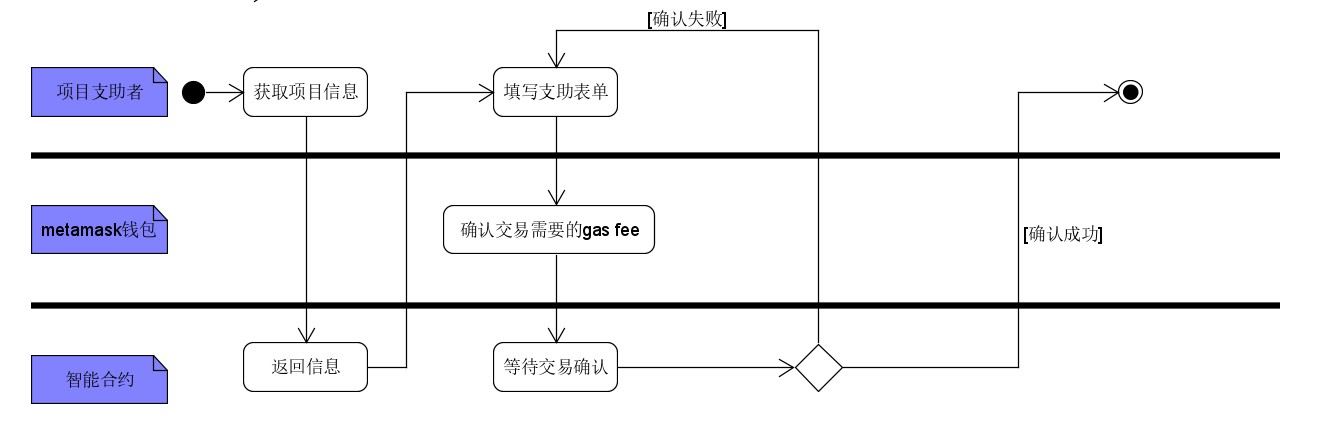 [确认失败]
项目支助者
获取项目信息
填写支助表单
metamask钱包
确认交易需要的gas fee
[确认成功]
智能合约
返回信息
等待交易确认